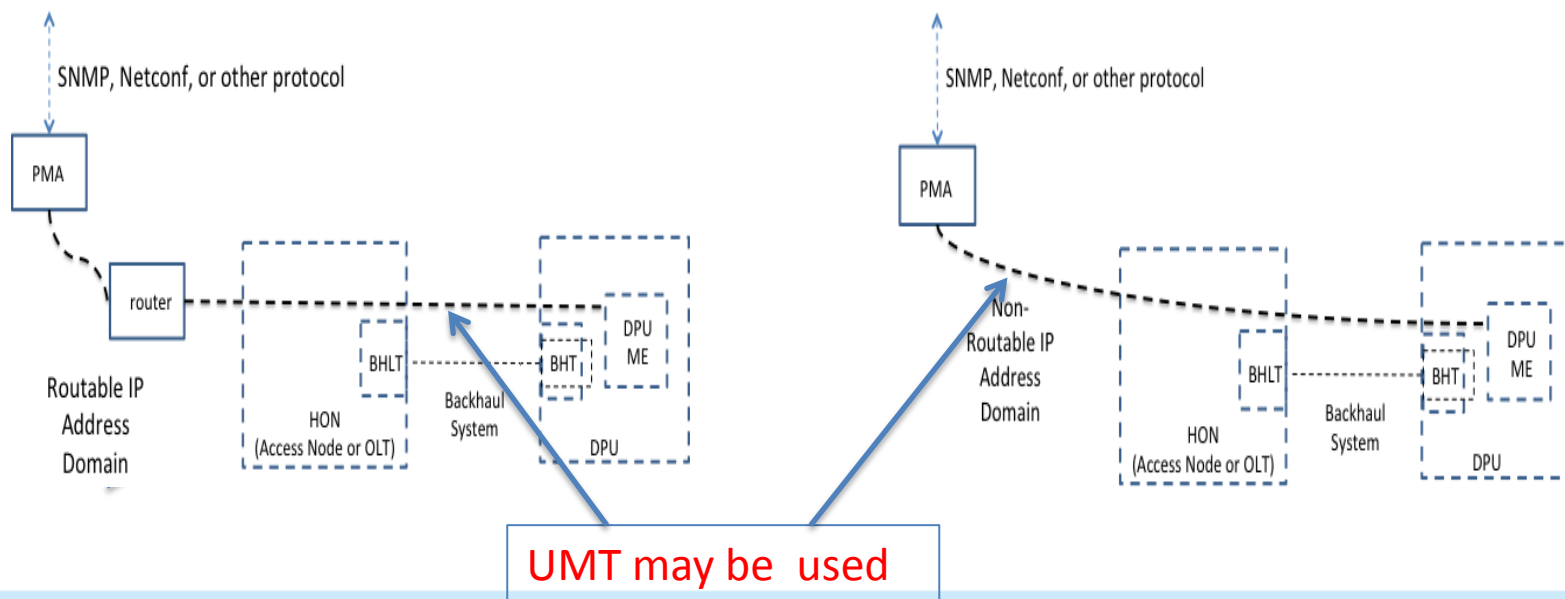 SNMP, Netconf, or other protocol
PMA
router
Routable IP
Address
Domain
BHLT
HON
(Access Node or OLT)
Backhaul
System
BHT
DPU
ME
DPU
SNMP, Netconf, or other protocol
PMA
Non-
Routable IP
Address
Domain
BHLT
HON
(Access Node or OLT)
Backhaul
System
BHT
DPU
ME
DPU
UMT may be  used